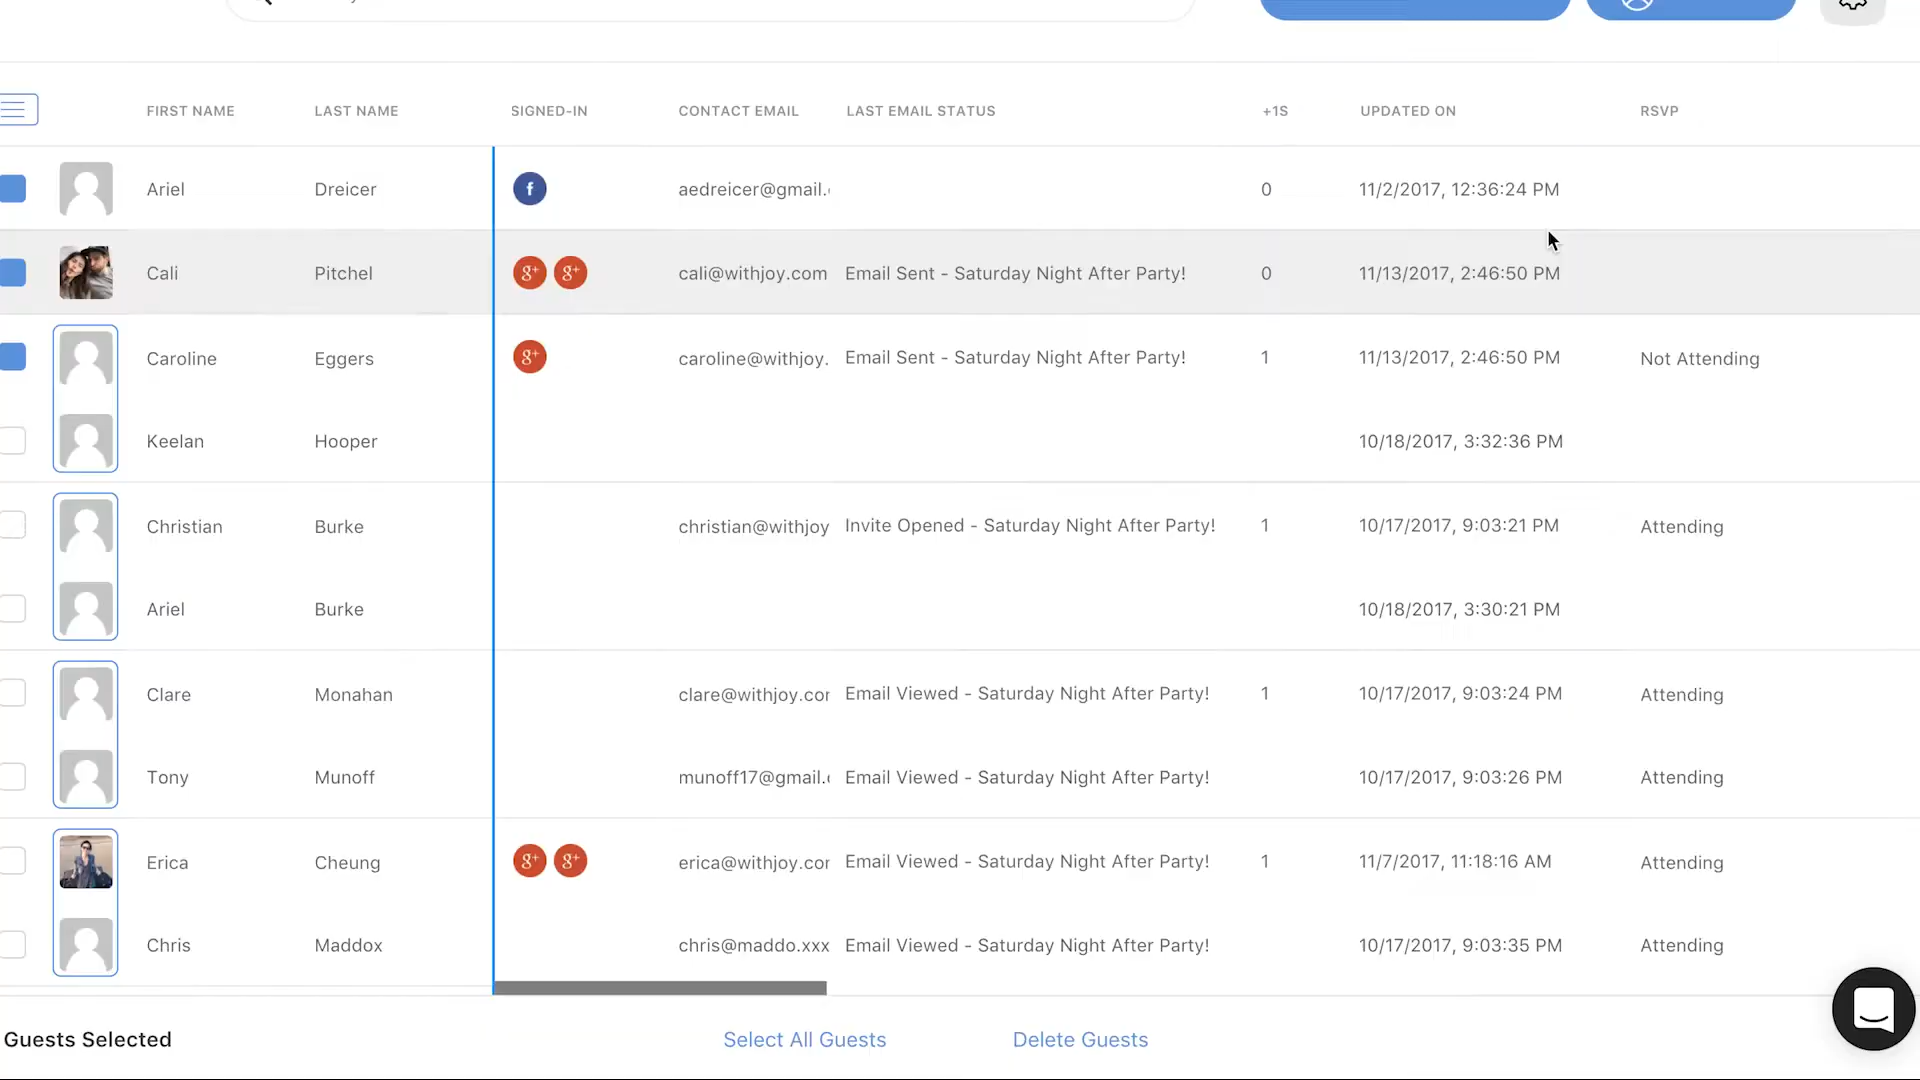 FIRST NAME LAST NAME SIGNED-IN CONTACT EMAIL LAST EMAIL STATUS +1S UPDATED ON RSVP
Ariel Dreicer f aedreicer@gmail. 0 11/2/2017, 12:36:24 PM
Cali Pitchel g+ g+ cali@withjoy.com Email Sent - Saturday Night After Party! 0 11/13/2017, 2:46:50 PM
Caroline Eggers g+ caroline@withjoy. Email Sent - Saturday Night After Party! 1 11/13/2017, 2:46:50 PM Not Attending
Keelan Hooper 10/18/2017, 3:32:36 PM
Christian Burke christian@withjoy Invite Opened - Saturday Night After Party! 1 10/17/2017, 9:03:21 PM Attending
Ariel Burke 10/18/2017, 3:30:21 PM
Clare Monahan clare@withjoy.cor Email Viewed - Saturday Night After Party! 1 10/17/2017, 9:03:24 PM Attending
Tony Munoff munoff17@gmail. Email Viewed - Saturday Night After Party! 10/17/2017, 9:03:26 PM Attending
Erica Cheung g+ g+ erica@withjoy.cor Email Viewed - Saturday Night After Party! 1 11/7/2017, 11:18:16 AM Attending
Chris Maddox chris@maddo.xxx Email Viewed - Saturday Night After Party! 10/17/2017, 9:03:35 PM Attending
Guests Selected Select All Guests Delete Guests